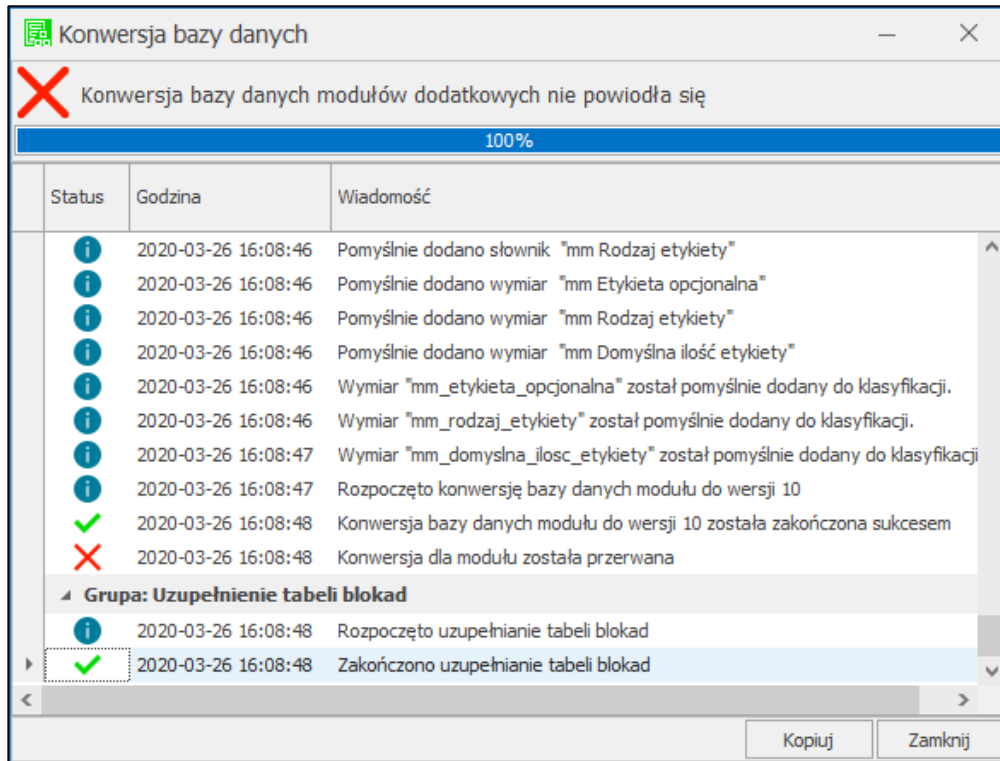 Konwersja bazy danych
Konwersja bazy danych modułów dodatkowych nie powiodła się
100%
Status Godzina Wiadomość
2020-03-26 16:08:46 Pomyślnie dodano słownik "mm Rodzaj etykiety"
2020-03-26 16:08:46 Pomyślnie dodano wymiar "mm Etykieta opcjonalna"
2020-03-26 16:08:46 Pomyślnie dodano wymiar "mm Rodzaj etykiety"
2020-03-26 16:08:46 Pomyślnie dodano wymiar "mm Domyślna ilość etykiety"
2020-03-26 16:08:46 Wymiar "mm_etykieta_opcjonalna" został pomyślnie dodany do klasyfikacji.
2020-03-26 16:08:46 Wymiar "mm_rodzaj_etykiety" został pomyślnie dodany do klasyfikacji.
2020-03-26 16:08:47 Wymiar "mm_domyslna_ilosc_etykiety" został pomyślnie dodany do klasyfikacji
2020-03-26 16:08:47 Rozpoczęto konwersję bazy danych modułu do wersji 10
2020-03-26 16:08:48 Konwersja bazy danych modułu do wersji 10 została zakończona sukcesem
2020-03-26 16:08:48 Konwersja dla modułu została przerwana
Grupa: Uzupełnienie tabeli blokad
2020-03-26 16:08:48 Rozpoczęto uzupełnianie tabeli blokad
2020-03-26 16:08:48 Zakończono uzupełnianie tabeli blokad
Kopiuj Zamknij